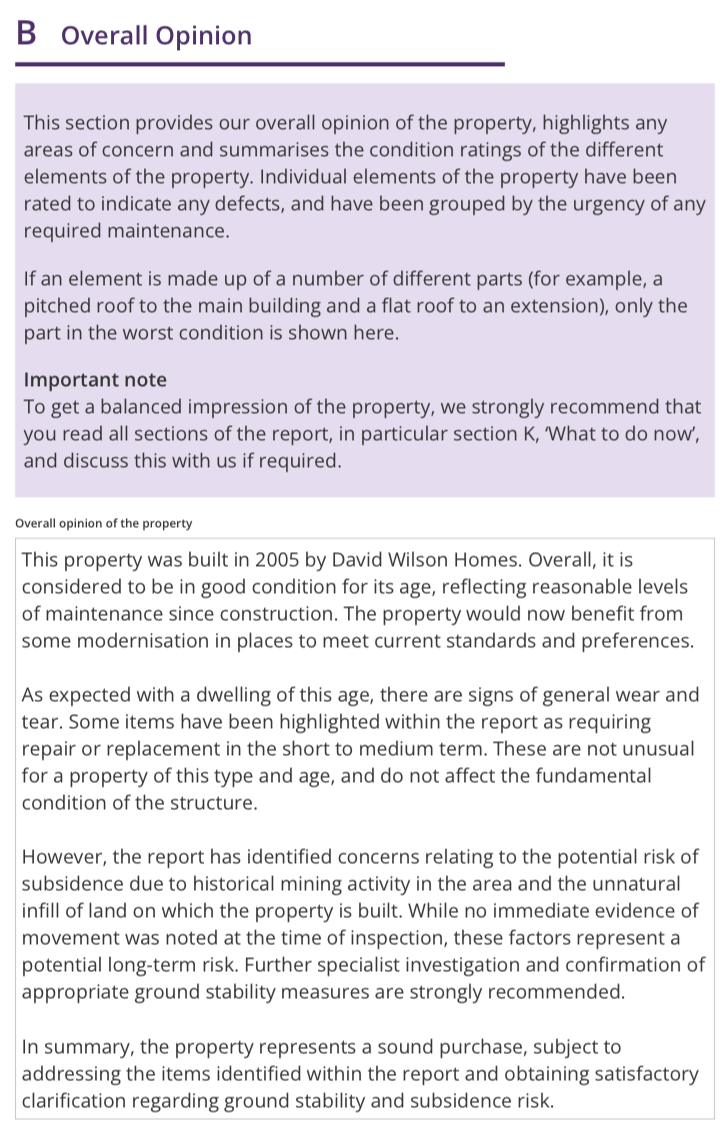 B Overall Opinion
This section provides our overall opinion of the property, highlights any
areas of concern and summarises the condition ratings of the different
elements of the property. Individual elements of the property have been
rated to indicate any defects, and have been grouped by the urgency of any
required maintenance.
If an element is made up of a number of different parts (for example, a
pitched roof to the main building and a flat roof to an extension), only the
part in the worst condition is shown here.
Important note
To get a balanced impression of the property, we strongly recommend that
you read all sections of the report, in particular section K, ‘What to do now’,
and discuss this with us if required.
Overall opinion of the property
This property was built in 2005 by David Wilson Homes. Overall, it is
considered to be in good condition for its age, reflecting reasonable levels
of maintenance since construction. The property would now benefit from
some modernisation in places to meet current standards and preferences.
As expected with a dwelling of this age, there are signs of general wear and
tear. Some items have been highlighted within the report as requiring
repair or replacement in the short to medium term. These are not unusual
for a property of this type and age, and do not affect the fundamental
condition of the structure.
However, the report has identified concerns relating to the potential risk of
subsidence due to historical mining activity in the area and the unnatural
infill of land on which the property is built. While no immediate evidence of
movement was noted at the time of inspection, these factors represent a
potential long-term risk. Further specialist investigation and confirmation of
appropriate ground stability measures are strongly recommended.
In summary, the property represents a sound purchase, subject to
addressing the items identified within the report and obtaining satisfactory
clarification regarding ground stability and subsidence risk.